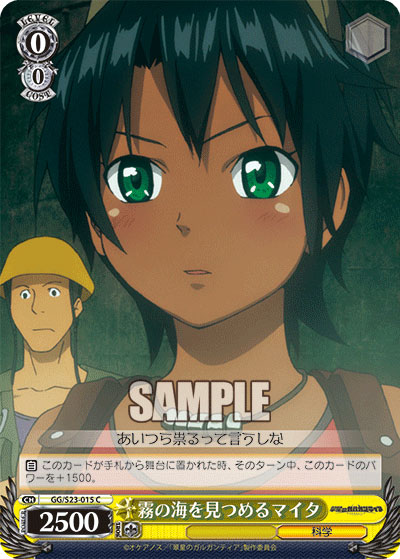 LEVEL
0
0
COST
SAMPLE
あいつら祟るって言うしな
このカードが手札から舞台に置かれた時、そのターン中、このカードのパ
ワーを＋1500。
CH
GG/S23-015 C
2500
霧の海を見つめるマイタ
科学
©オケアノス／「翠星のガルガンティア」製作委員会